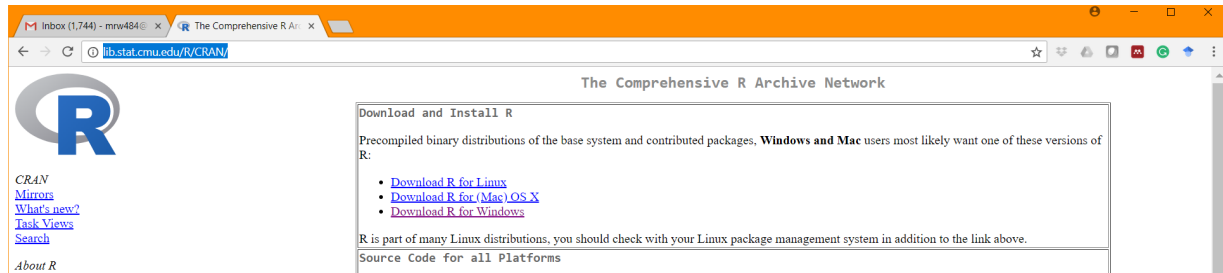 Inbox (1,744) - mrw484@
The Comprehensive R Arc
lib.stat.cmu.edu/R/CRAN/
R
CRAN
Mirrors
What's new?
Task Views
Search
About R
The Comprehensive R Archive Network
Download and Install R
Precompiled binary distributions of the base system and contributed packages, Windows and Mac users most likely want one of these versions of
R:
• Download R for Linux
• Download R for (Mac) OS X
• Download R for Windows
R is part of many Linux distributions, you should check with your Linux package management system in addition to the link above.
Source Code for all Platforms